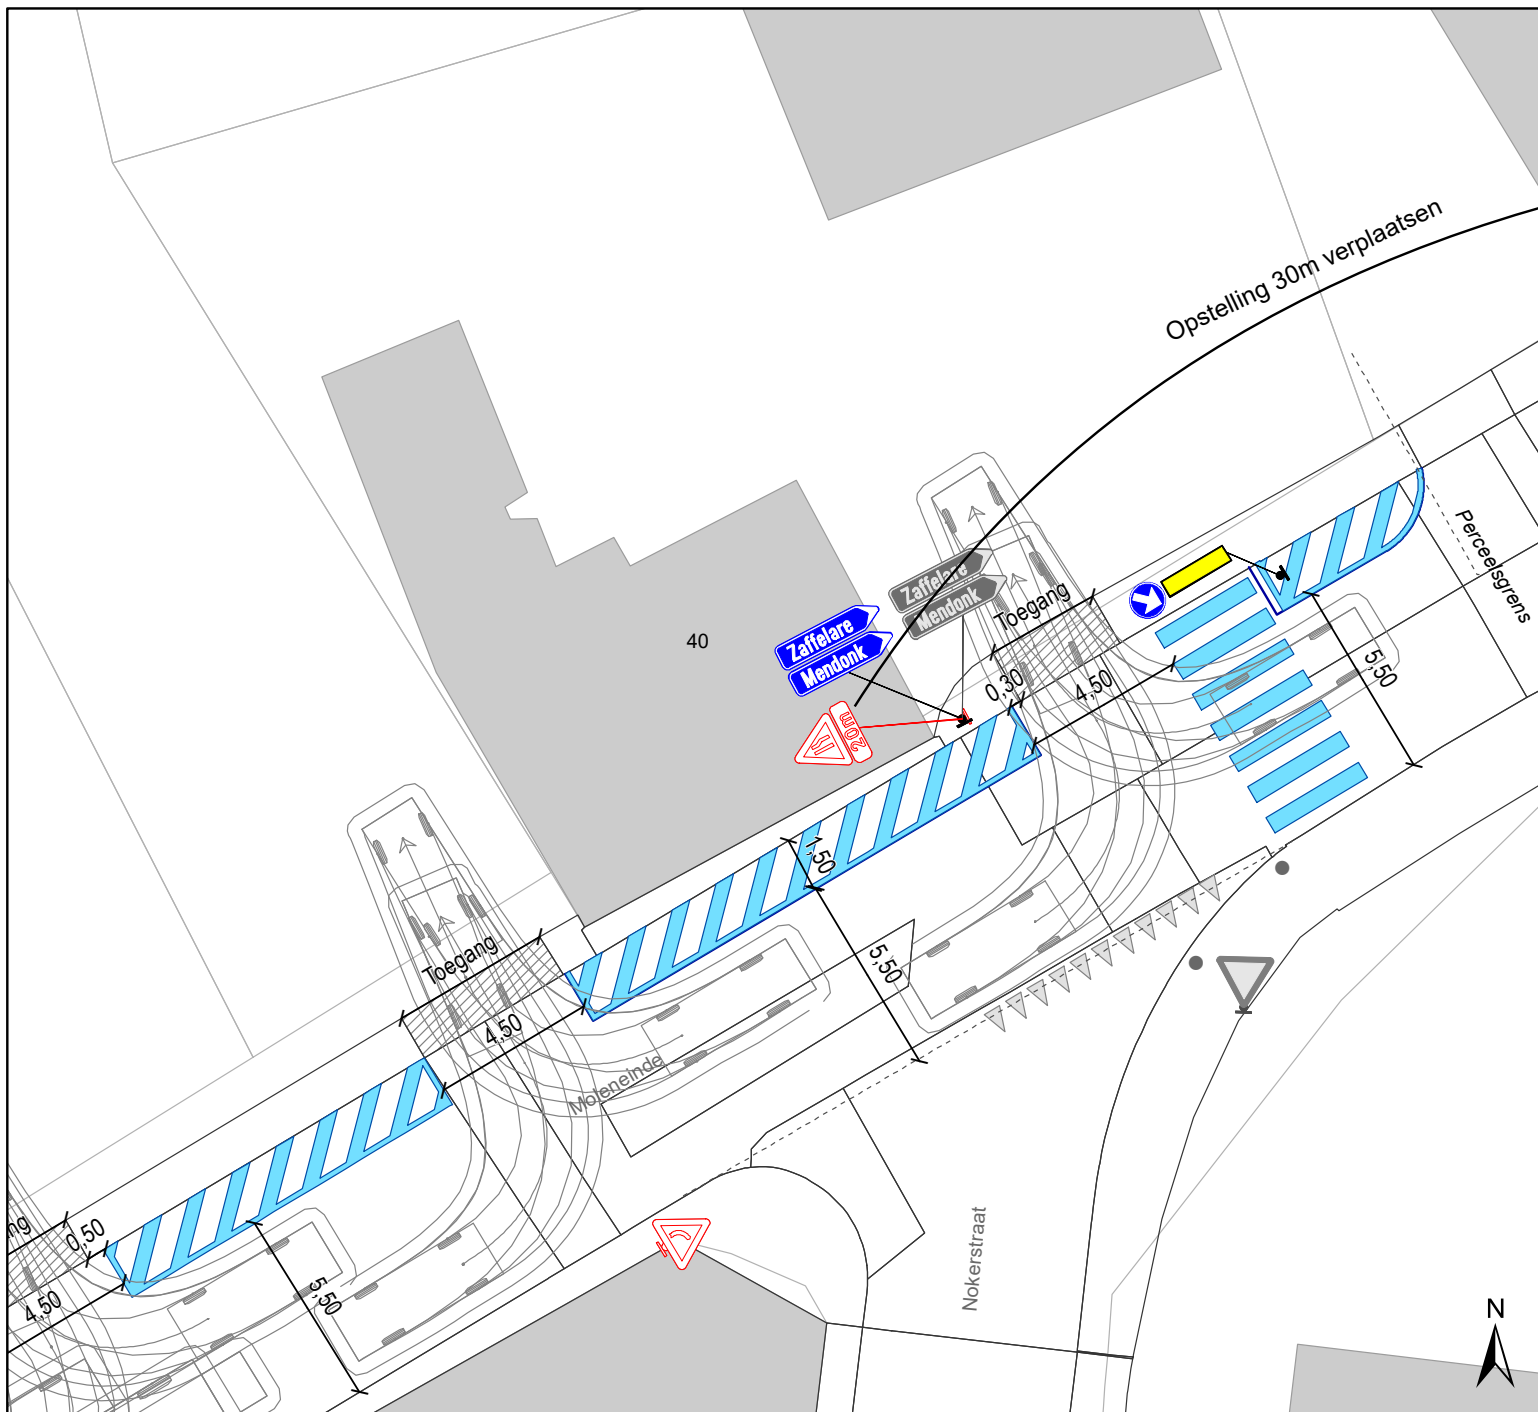 Opstelling 30m verplaatsen
Perceelsgrens
Zaffelare
Mendonk
Toegang
Zaffelare
Mendonk
40
0,30
4,50
5,50
20m
1,50
Toegang
5,50
4,50
Moleneinde
ng
0,50
4,50
5,50
Nokerstraat
N